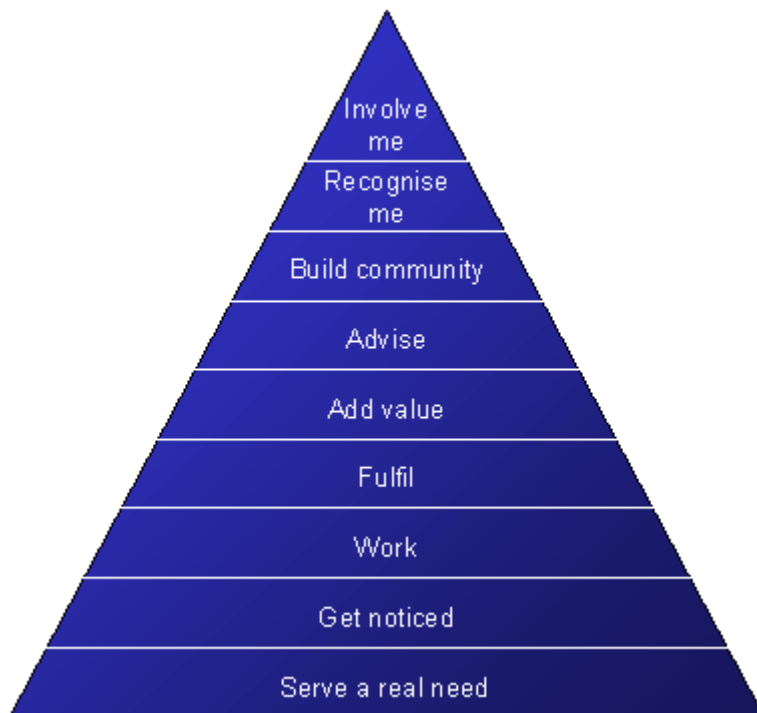 Involve
me
Recognise
me
Build community
Advise
Add value
Fulfil
Work
Get noticed
Serve a real need